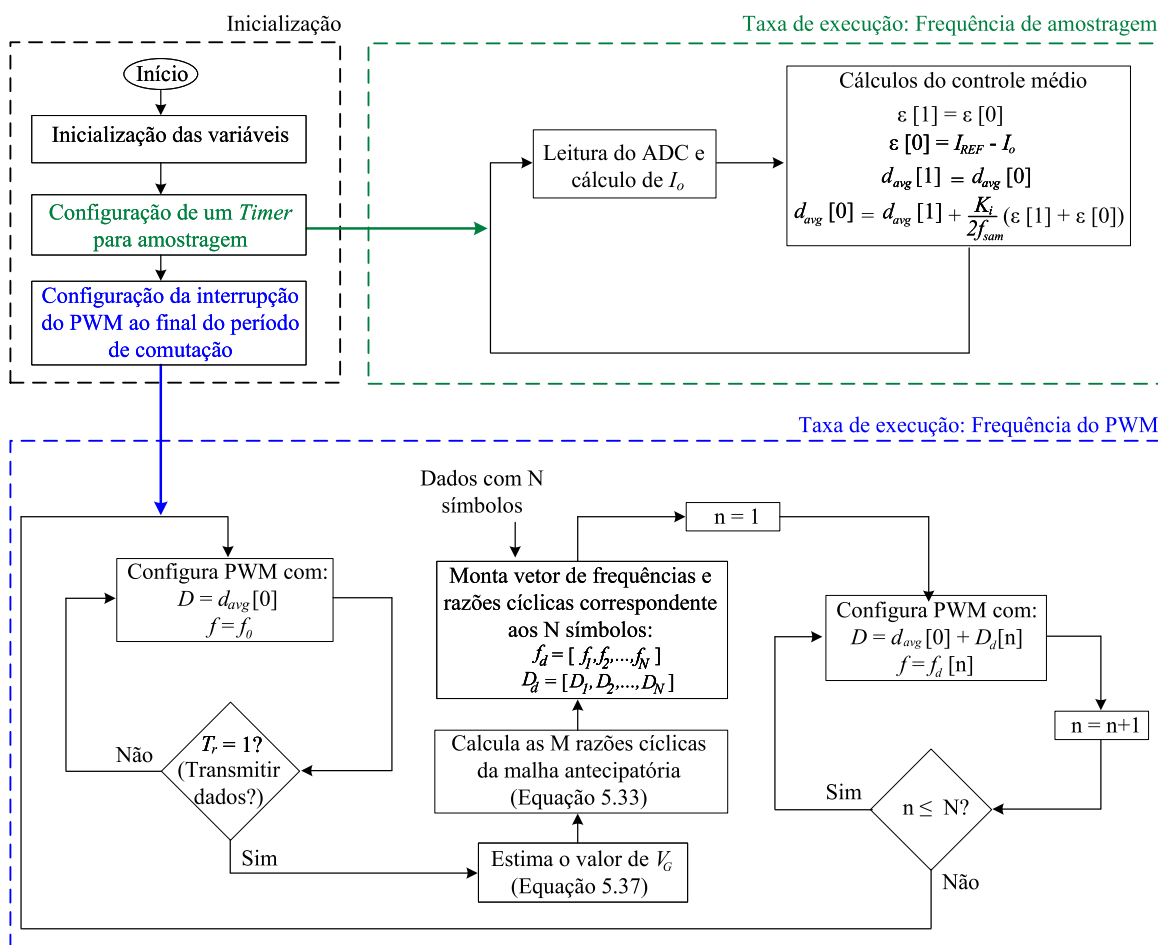 Inicialização
Início
Inicialização das variáveis
Configuração de um Timer
para amostragem
Configuração da interrupção
do PWM ao final do período
de comutação
Taxa de execução: Frequência de amostragem
Leitura do ADC e
cálculo de Io
Cálculos do controle médio
ε [1] = ε [0]
ε [0] = IREF - Io
davg [1] = davg [0]
davg [0] = davg [1] + Ki/2fsam (ε [1] + ε [0])
Taxa de execução: Frequência do PWM
Configura PWM com:
D = davg [0]
f = f0
Tr = 1?
(Transmitir
dados?)
Não
Sim
Estima o valor de VG
(Equação 5.37)
Calcula as M razões cíclicas
da malha antecipatória
(Equação 5.33)
Dados com N
símbolos
Monta vetor de frequências e
razões cíclicas correspondente
aos N símbolos:
fd = [ f1,f2,...,fN ]
Dd = [D1,D2,...,DN]
n = 1
Configura PWM com:
D = davg [0] + Dd[n]
f = fd [n]
n = n+1
n ≤ N?
Sim
Não